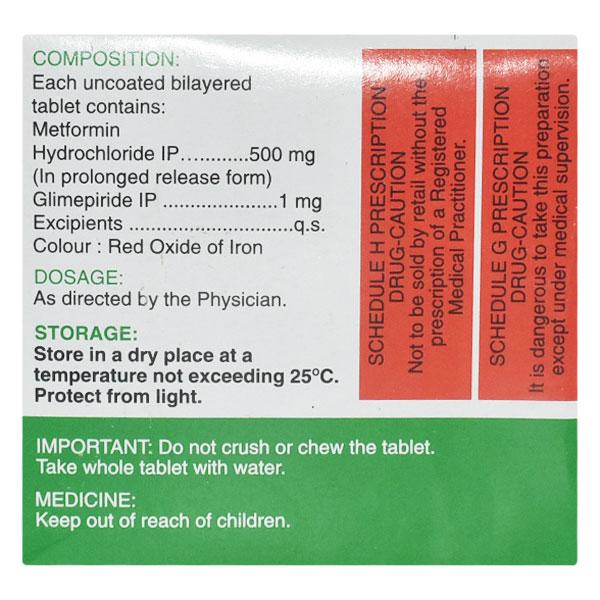 COMPOSITION:
Each uncoated bilayered
tablet contains:
Metformin
Hydrochloride IP.............500 mg
(In prolonged release form)
Glimepiride IP ......................1 mg
Excipients ............................q.s.
Colour : Red Oxide of Iron
DOSAGE:
As directed by the Physician.
STORAGE:
Store in a dry place at a
temperature not exceeding 25ºC.
Protect from light.
SCHEDULE H PRESCRIPTION
DRUG-CAUTION
Not to be sold by retail without the
prescription of a Registered
Medical Practitioner.
SCHEDULE G PRESCRIPTION
DRUG-CAUTION
It is dangerous to take this preparation
except under medical supervision.
IMPORTANT: Do not crush or chew the tablet.
Take whole tablet with water.
MEDICINE:
Keep out of reach of children.